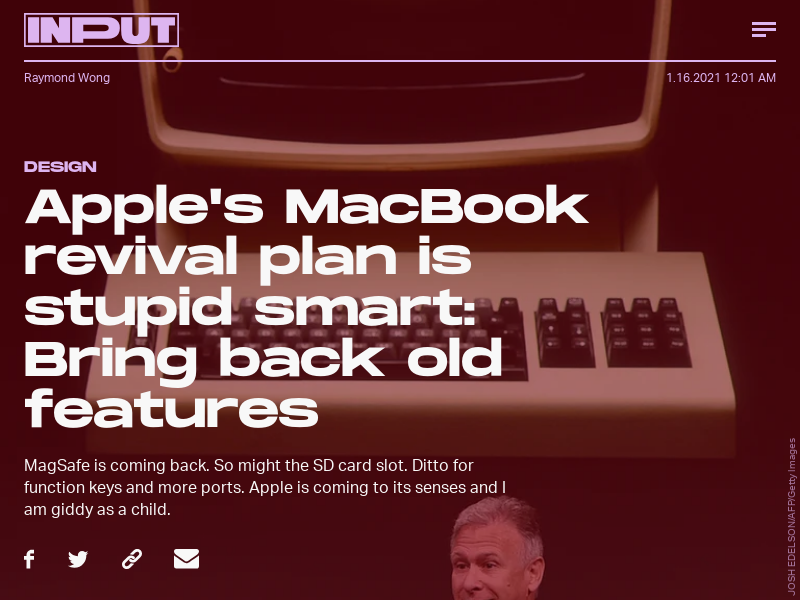 INPUT
Raymond Wong
1.16.2021 12:01 AM
DESIGN
Apple's MacBook
revival plan is
stupid smart:
Bring back old
features
MagSafe is coming back. So might the SD card slot. Ditto for
function keys and more ports. Apple is coming to its senses and I
am giddy as a child.
JOSH EDELSON/AFP/Getty Images